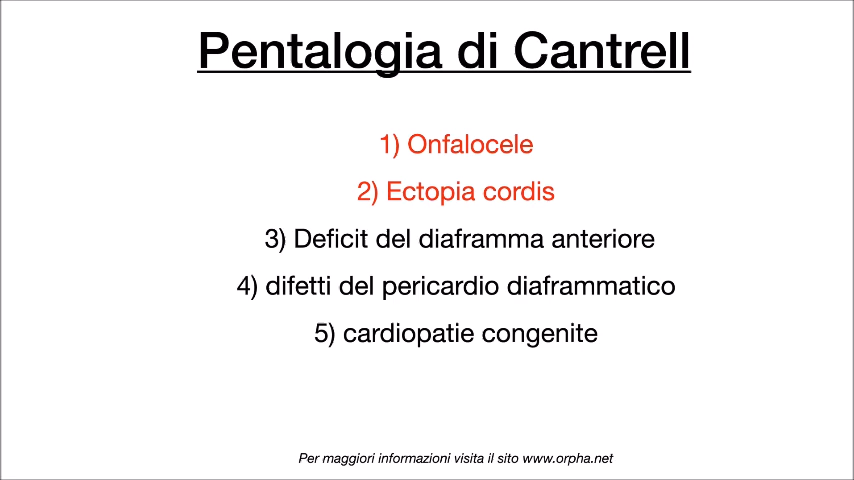 Pentalogia di Cantrell
1) Onfalocele
2) Ectopia cordis
3) Deficit del diaframma anteriore
4) difetti del pericardio diaframmatico
5) cardiopatie congenite
Per maggiori informazioni visita il sito www.orpha.net